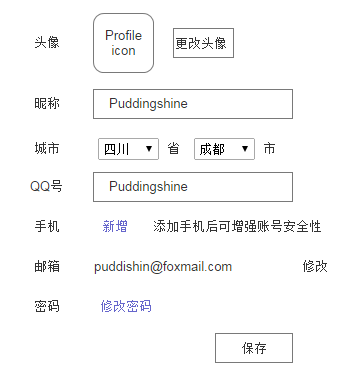 头像 Profile icon 更改头像
昵称 Puddingshine
城市 四川 省 成都 市
QQ号 Puddingshine
手机 新增 添加手机后可增强账号安全性
邮箱 puddishin@foxmail.com 修改
密码 修改密码
保存